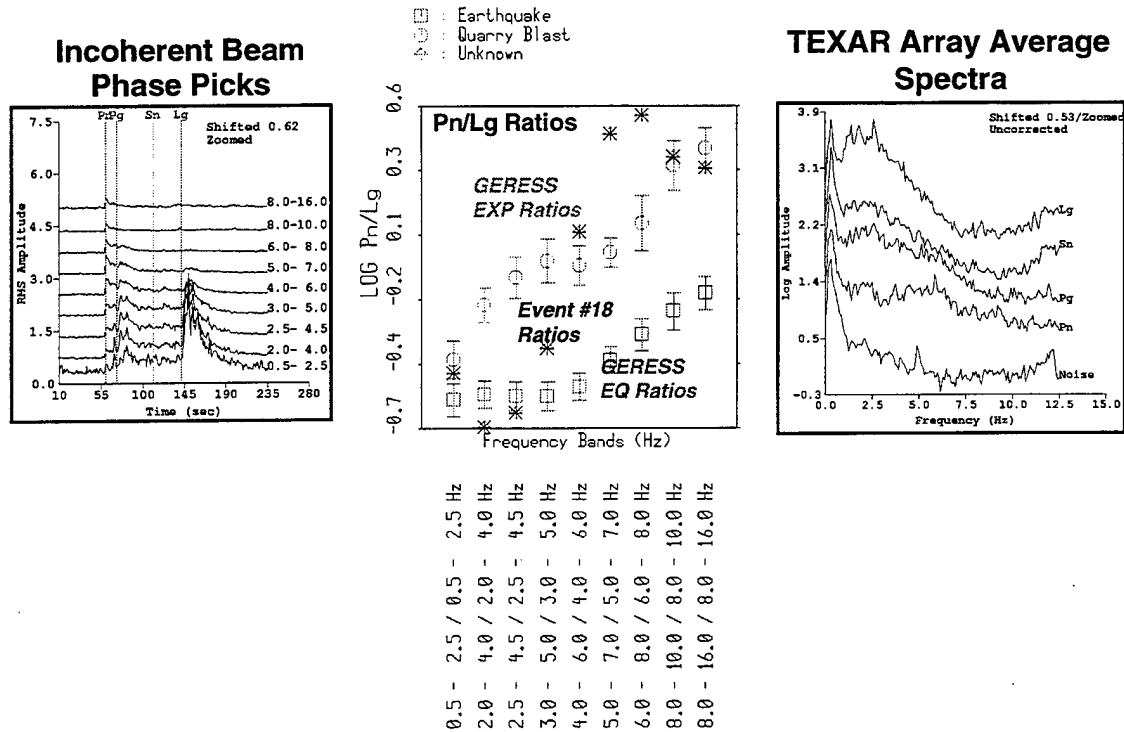 : Earthquake
: Quarry Blast
: Unknown
Incoherent Beam
Phase Picks
TEXAR Array Average
Spectra
Pn Pg Sn Lg
Shifted 0.62
Zoomed
7.5
6.0
4.5
3.0
1.5
0.0
RMS Amplitude
8.0-16.0
8.0-10.0
6.0- 8.0
5.0- 7.0
4.0- 6.0
3.0- 5.0
2.5- 4.5
2.0- 4.0
0.5- 2.5
10 55 100 145 190 235 280
Time (sec)
Pn/Lg Ratios
GERESS
EXP Ratios
Event #18
Ratios
GERESS
EQ Ratios
LOG Pn/Lg
0.6
0.3
0.1
-0.2
-0.4
-0.7
Frequency Bands (Hz)
0.5 - 2.5 / 0.5 - 2.5 Hz
2.0 - 4.0 / 2.0 - 4.0 Hz
2.5 - 4.5 / 2.5 - 4.5 Hz
3.0 - 5.0 / 3.0 - 5.0 Hz
4.0 - 6.0 / 4.0 - 6.0 Hz
5.0 - 7.0 / 5.0 - 7.0 Hz
6.0 - 8.0 / 6.0 - 8.0 Hz
8.0 - 10.0 / 8.0 - 10.0 Hz
8.0 - 16.0 / 8.0 - 16.0 Hz
Shifted 0.53/Zoomed
Uncorrected
3.9
3.1
2.2
1.4
0.5
-0.3
Log Amplitude
Lg
Sn
Pg
Pn
Noise
0.0 2.5 5.0 7.5 10.0 12.5 15.0
Frequency (Hz)